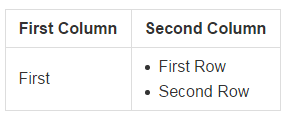 First Column Second Column
First
• First Row
• Second Row